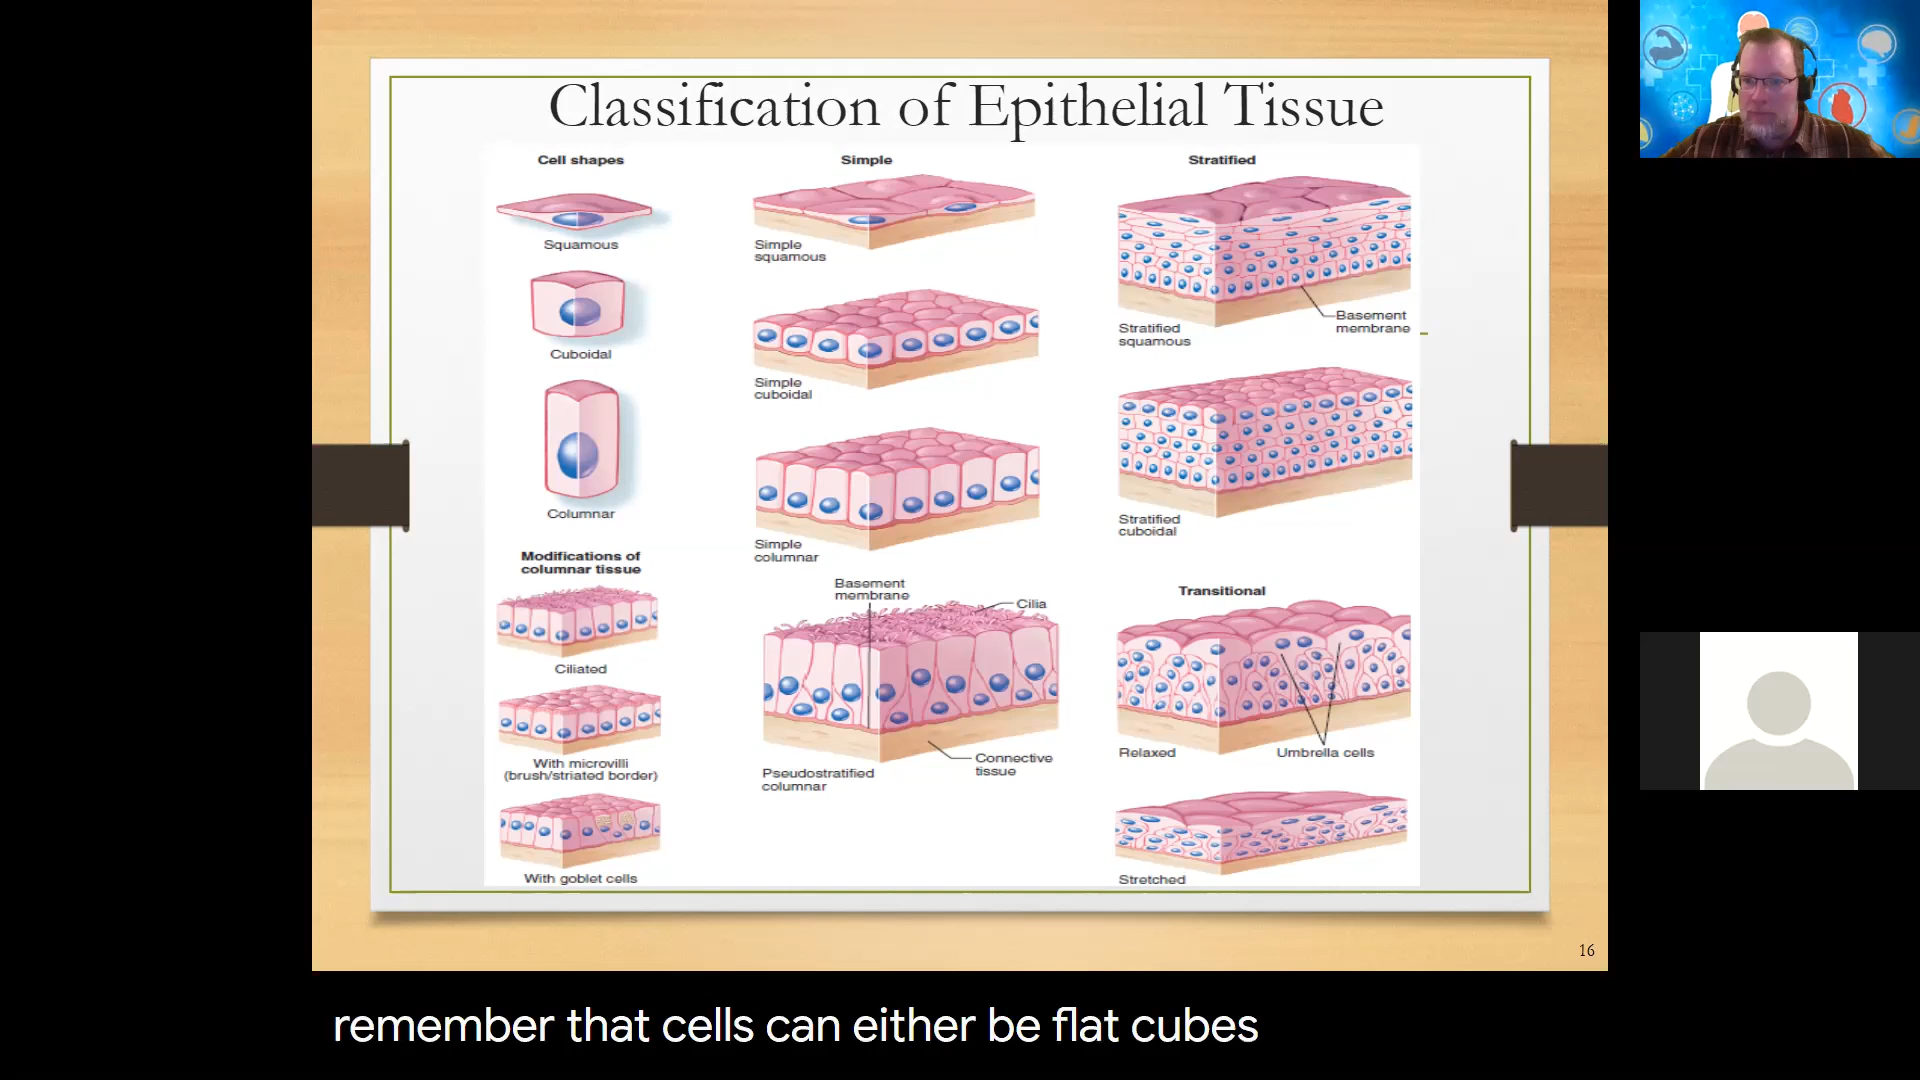 Classification of Epithelial Tissue
Cell shapes
Squamous
Cuboidal
Columnar
Modifications of
columnar tissue
Ciliated
With microvilli
(brush/striated border)
With goblet cells
Simple
Simple
squamous
Simple
cuboidal
Simple
columnar
Basement
membrane
Cilia
Connective
tissue
Pseudostratified
columnar
Stratified
Basement
membrane
Stratified
squamous
Stratified
cuboidal
Transitional
Relaxed
Umbrella cells
Stretched
16
remember that cells can either be flat cubes